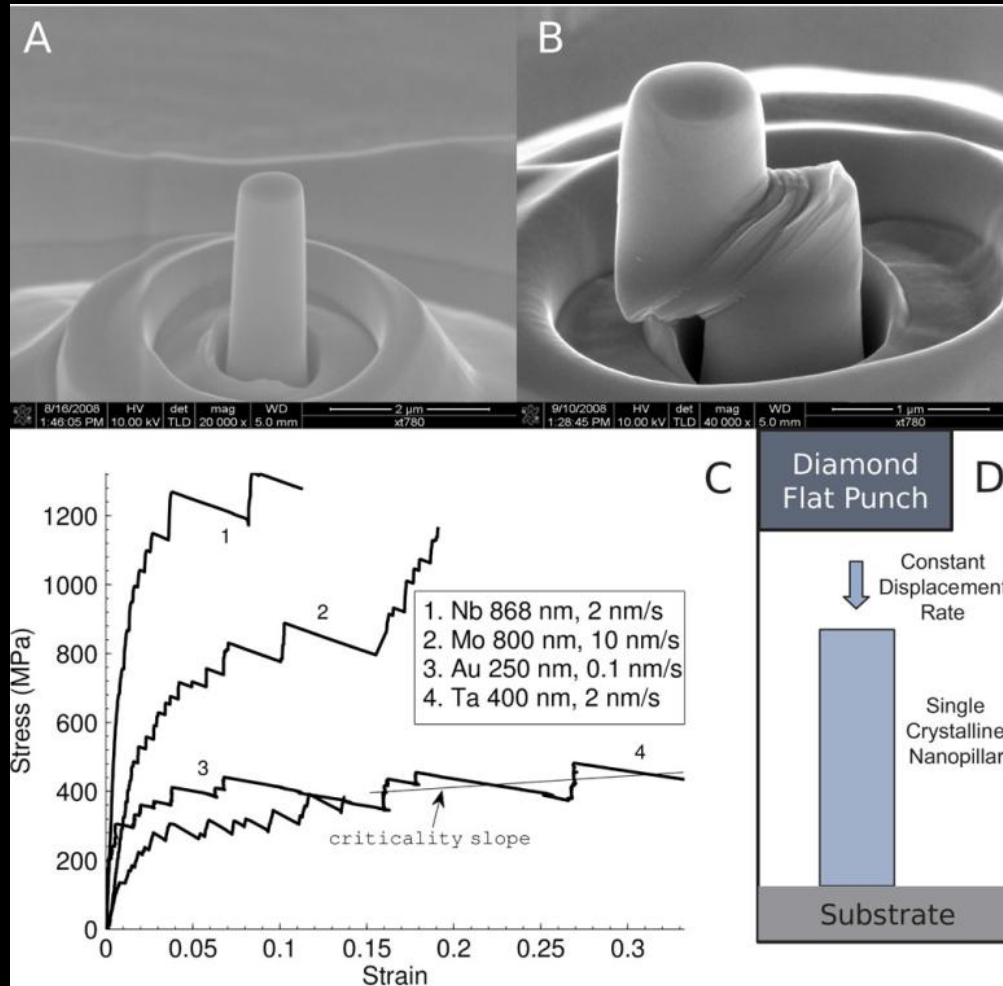 A
B
8/16/2008 HV det mag WD 2 µm
1:46:05 PM 10.00 kV TLD 20 000 x 5.0 mm xt780
9/10/2008 HV det mag WD 1 µm
1:28:45 PM 10.00 kV TLD 40 000 x 5.0 mm xt780
C
D
1200
1000
800
600
400
200
0
Stress (MPa)
0
0.05
0.1
0.15
0.2
0.25
0.3
Strain
1
2
3
4
1. Nb 868 nm, 2 nm/s
2. Mo 800 nm, 10 nm/s
3. Au 250 nm, 0.1 nm/s
4. Ta 400 nm, 2 nm/s
criticality slope
Diamond
Flat Punch
Constant
Displacement
Rate
Single
Crystalline
Nanopillar
Substrate